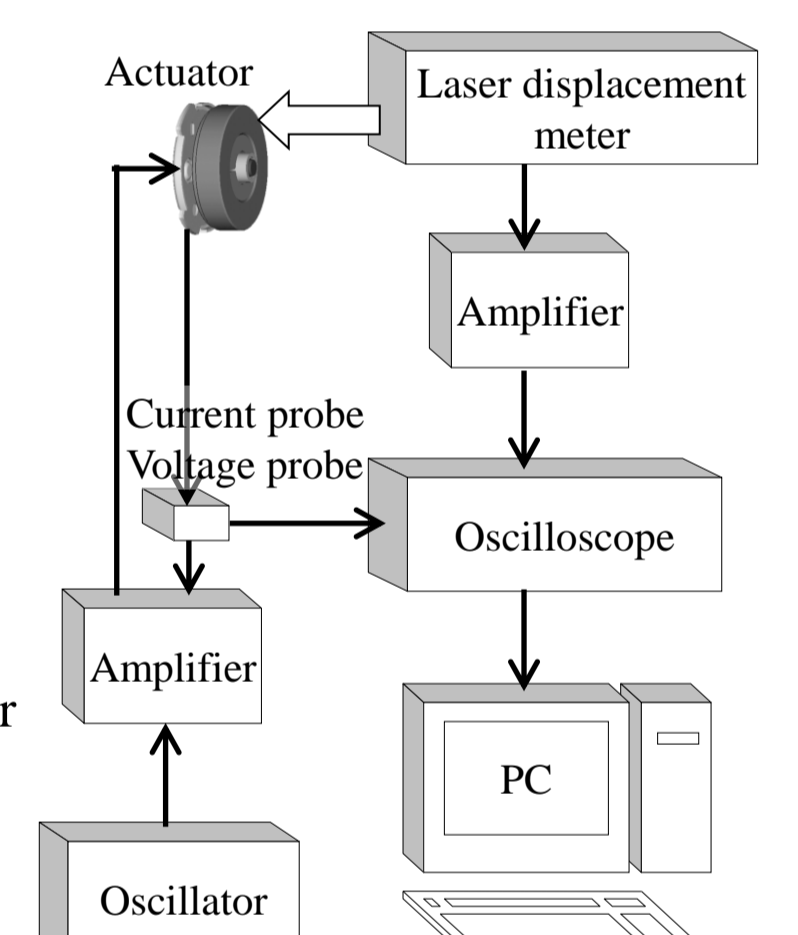 Actuator
Laser displacement
meter
Amplifier
Current probe
Voltage probe
Oscilloscope
Amplifier
r
PC
Oscillator